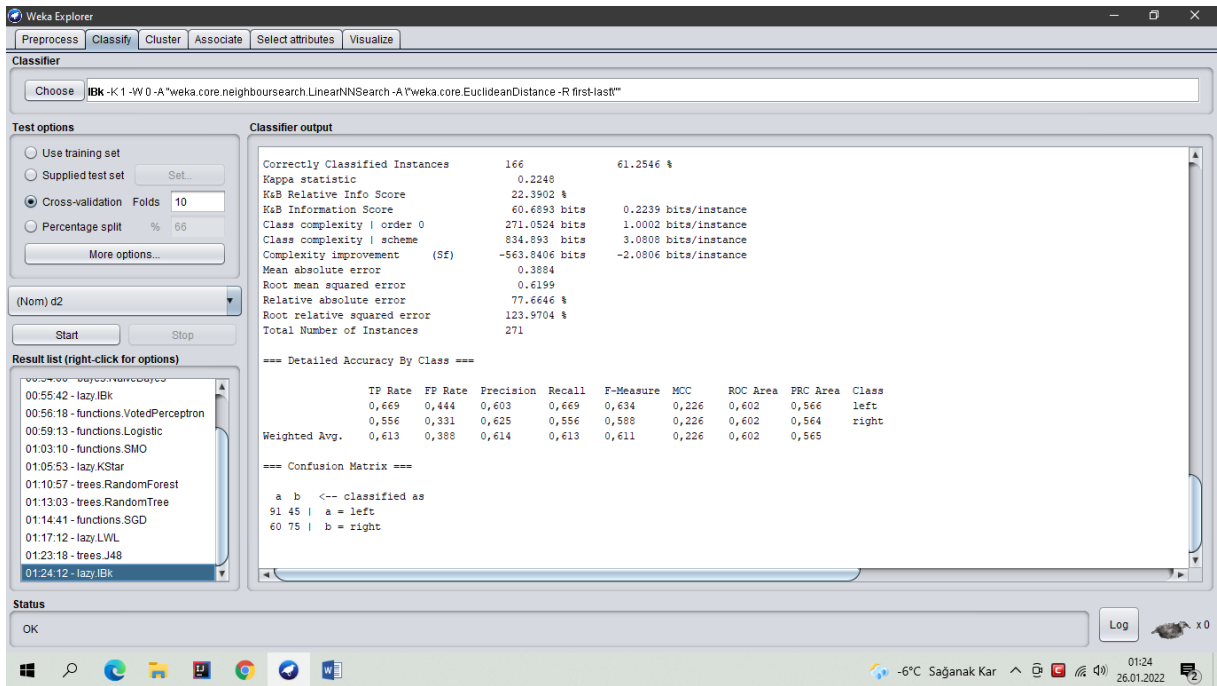 Weka Explorer
Preprocess Classify Cluster Associate Select attributes Visualize
Classifier
Choose IBk -K 1 -W 0 -A "weka.core.neighboursearch.LinearNNSearch -A \"weka.core.EuclideanDistance -R first-last\""
Test options
Use training set
Supplied test set Set...
Cross-validation Folds 10
Percentage split % 66
More options...
(Nom) d2
Start Stop
Result list (right-click for options)
00:55:42 - lazy.IBk
00:56:18 - functions.VotedPerceptron
00:59:13 - functions.Logistic
01:03:10 - functions.SMO
01:05:53 - lazy.KStar
01:10:57 - trees.RandomForest
01:13:03 - trees.RandomTree
01:14:41 - functions.SGD
01:17:12 - lazy.LWL
01:23:18 - trees.J48
01:24:12 - lazy.IBk
Classifier output
Correctly Classified Instances 166 61.2546 %
Kappa statistic 0.2248
K&B Relative Info Score 22.3902 %
K&B Information Score 60.6893 bits 0.2239 bits/instance
Class complexity | order 0 271.0524 bits 1.0002 bits/instance
Class complexity | scheme 834.893 bits 3.0808 bits/instance
Complexity improvement (Sf) -563.8406 bits -2.0806 bits/instance
Mean absolute error 0.3884
Root mean squared error 0.6199
Relative absolute error 77.6646 %
Root relative squared error 123.9704 %
Total Number of Instances 271
=== Detailed Accuracy By Class ===
TP Rate FP Rate Precision Recall F-Measure MCC ROC Area PRC Area Class
0,669 0,444 0,603 0,669 0,634 0,226 0,602 0,566 left
0,556 0,331 0,625 0,556 0,588 0,226 0,602 0,564 right
Weighted Avg. 0,613 0,388 0,614 0,613 0,611 0,226 0,602 0,565
=== Confusion Matrix ===
a b <-- classified as
91 45 | a = left
60 75 | b = right
Status
OK
Log
x 0
-6°C Sağanak Kar
01:24
26.01.2022
2